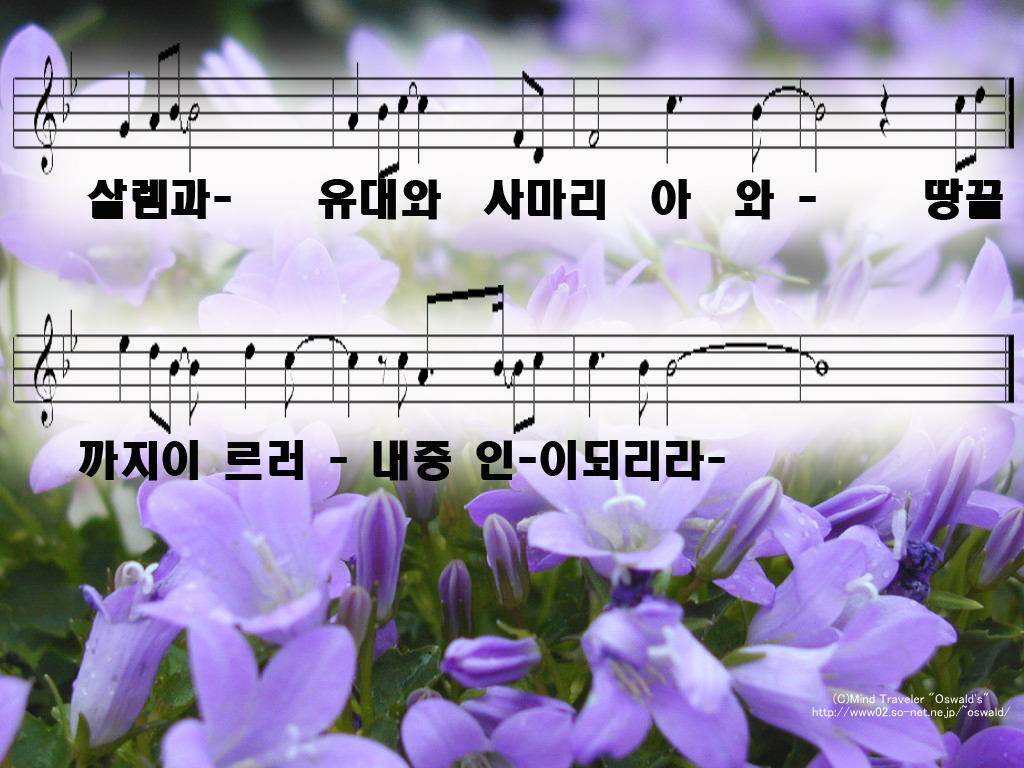 살렘과- 유대와 사마리 아 와 - 땅끝
까지이 르러 - 내증 인-이되리라-
(C)Mind Traveler "Oswald's"
http://www02.so-net.ne.jp/~oswald/